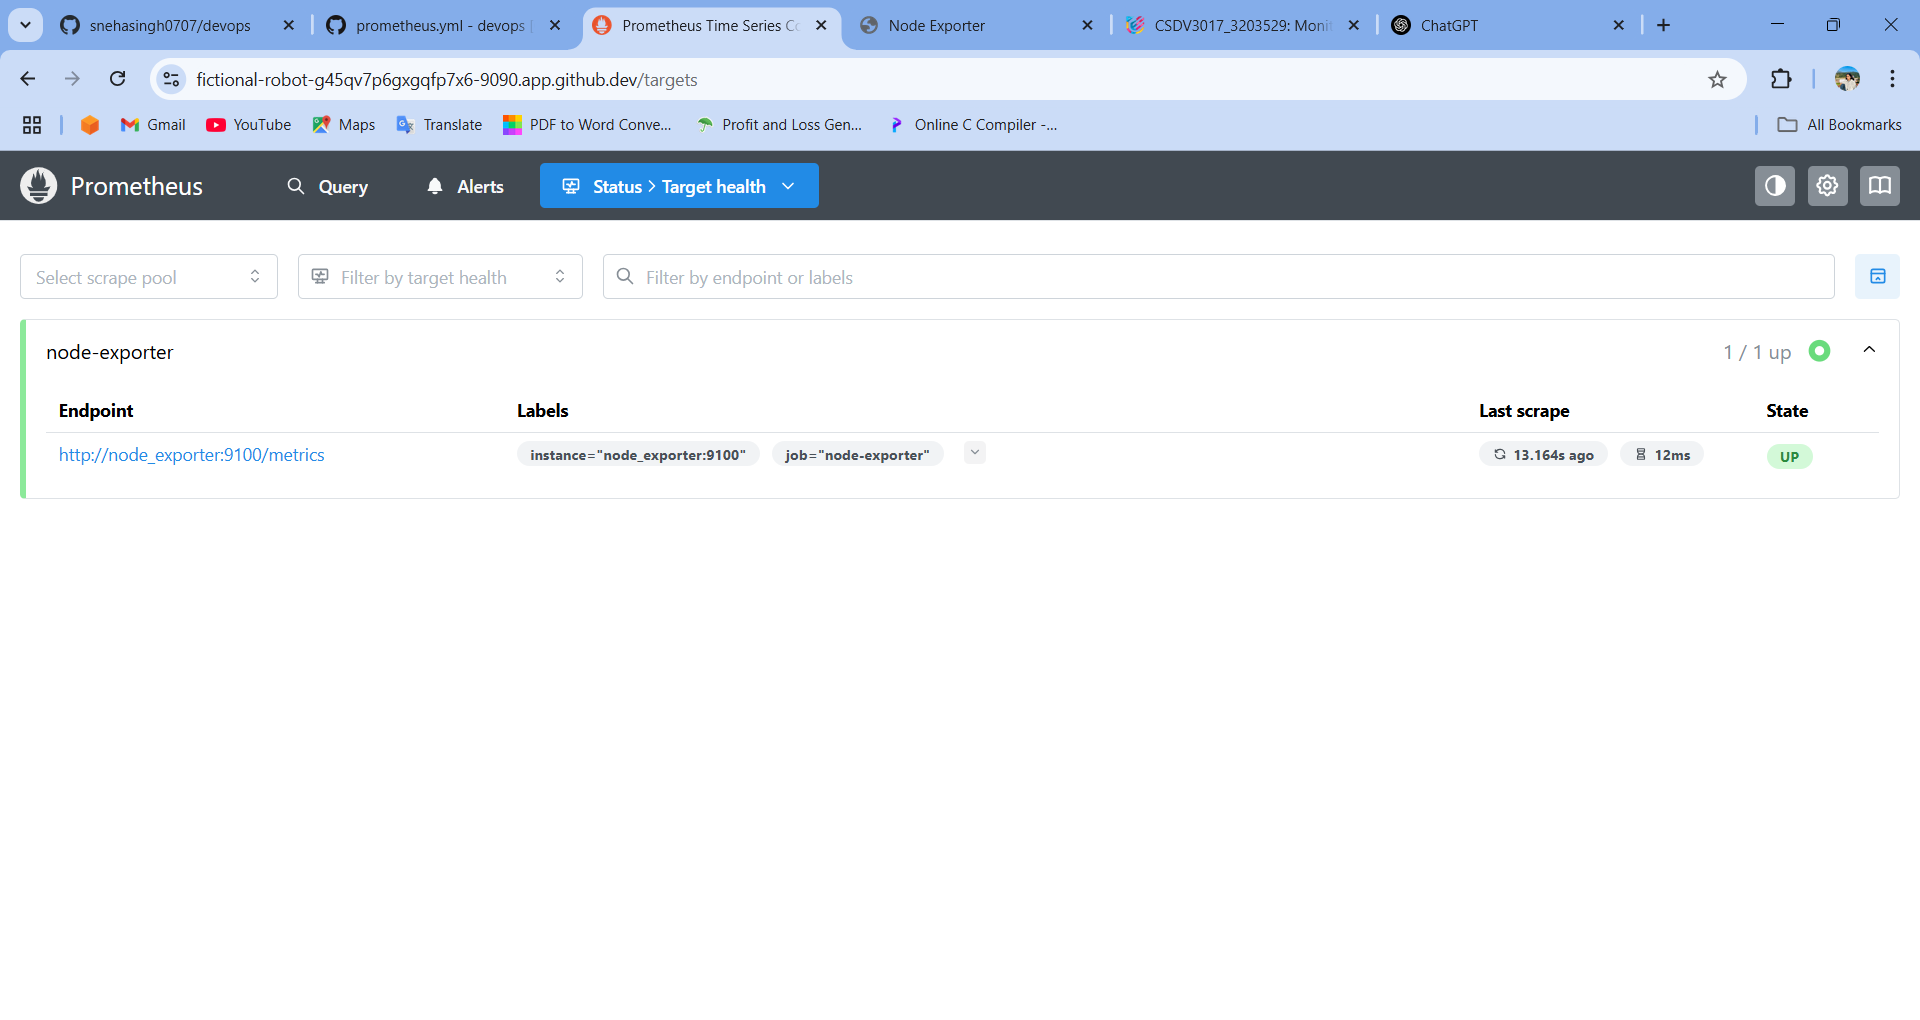 snehasingh0707/devops
prometheus.yml - devops
Prometheus Time Series Co
Node Exporter
CSDV3017_3203529: Moni
ChatGPT
fictional-robot-g45qv7p6gxgqfp7x6-9090.app.github.dev/targets
Gmail
YouTube
Maps
Translate
PDF to Word Conve...
Profit and Loss Gen...
Online C Compiler -...
All Bookmarks
Prometheus
Query
Alerts
Status > Target health
Select scrape pool
Filter by target health
Filter by endpoint or labels
node-exporter
1 / 1 up
Endpoint
Labels
Last scrape
State
http://node_exporter:9100/metrics
instance="node_exporter:9100"
job="node-exporter"
13.164s ago
12ms
UP